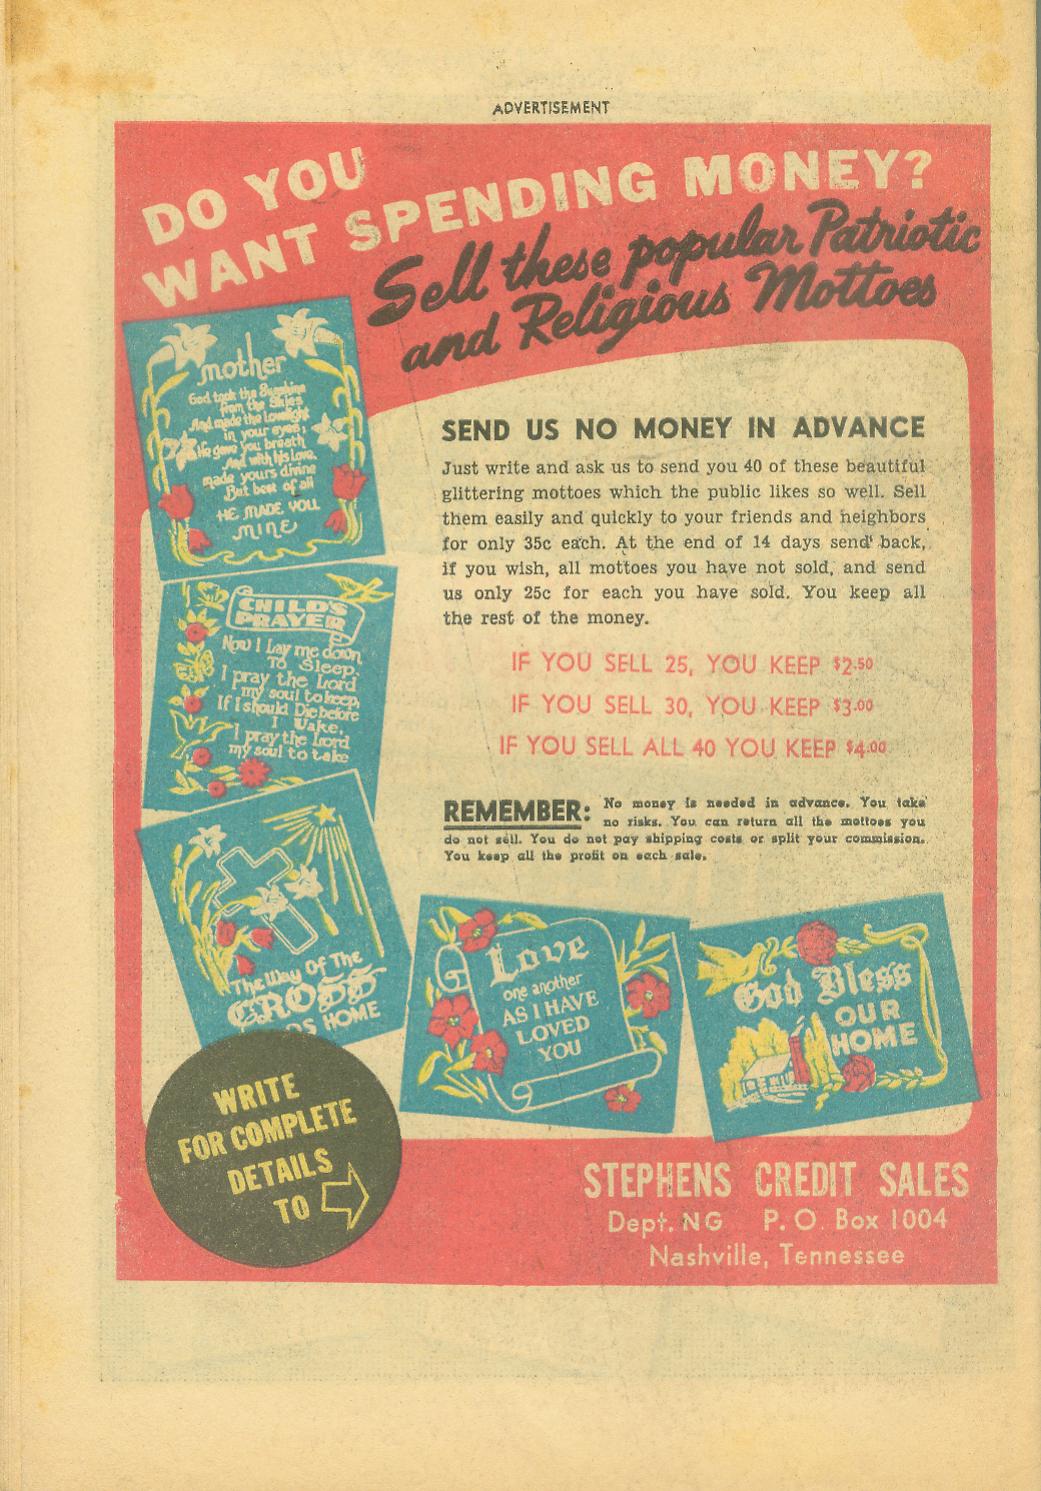 ADVERTISEMENT
DO YOU
WANT SPENDING MONEY?
Sell these popular Patriotic
and Religious Mottoes
mother
God took the Sunshine
from the Skies
And made the Lovelight
in your eyes;
He gave you breath
And with his Love,
made yours divine
But best of all
HE MADE YOU
MINE
SEND US NO MONEY IN ADVANCE
Just write and ask us to send you 40 of these beautiful
glittering mottoes which the public likes so well. Sell
them easily and quickly to your friends and neighbors
for only 35c each. At the end of 14 days send back,
if you wish, all mottoes you have not sold, and send
us only 25c for each you have sold. You keep all
the rest of the money.
IF YOU SELL 25, YOU KEEP $2.50
IF YOU SELL 30, YOU KEEP $3.00
IF YOU SELL ALL 40 YOU KEEP $4.00
REMEMBER: No money is needed in advance. You take
no risks. You can return all the mottoes you
do not sell. You do not pay shipping costs or split your commission.
You keep all the profit on each sale.
CHILD'S
PRAYER
Now I Lay me down
To Sleep.
I pray the Lord
my soul to keep,
If I should Die before
I Wake,
I pray the Lord
my soul to take
The Way Of The
CROSS
DS HOME
Love
one another
AS I HAVE
LOVED
YOU
God Bless
OUR
HOME
WRITE
FOR COMPLETE
DETAILS
TO
STEPHENS CREDIT SALES
Dept. NG P. O. Box 1004
Nashville, Tennessee